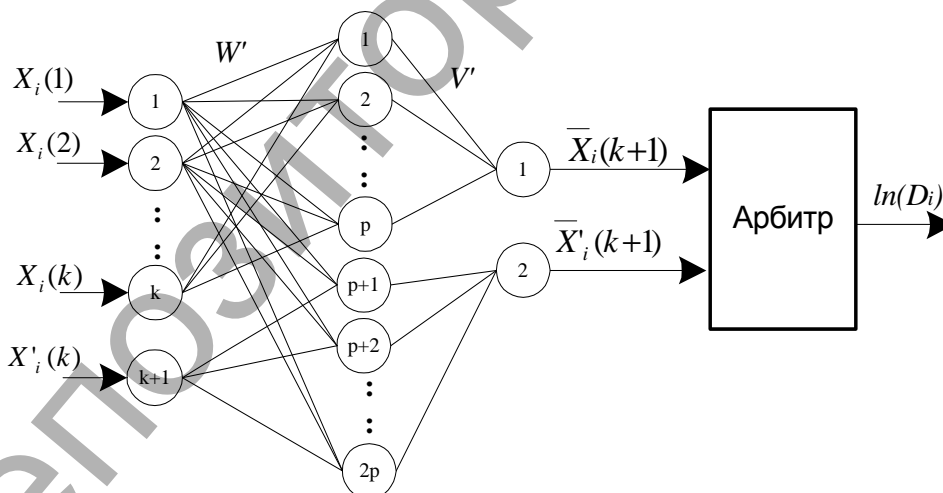 X_i(1)
X_i(2)
⋮
X_i(k)
X'_i(k)
1
2
⋮
k
k+1
W'
1
2
⋮
p
p+1
p+2
⋮
2p
V'
1
2
X̅_i(k+1)
X̅'_i(k+1)
Арбитр
ln(D_i)
епозитор